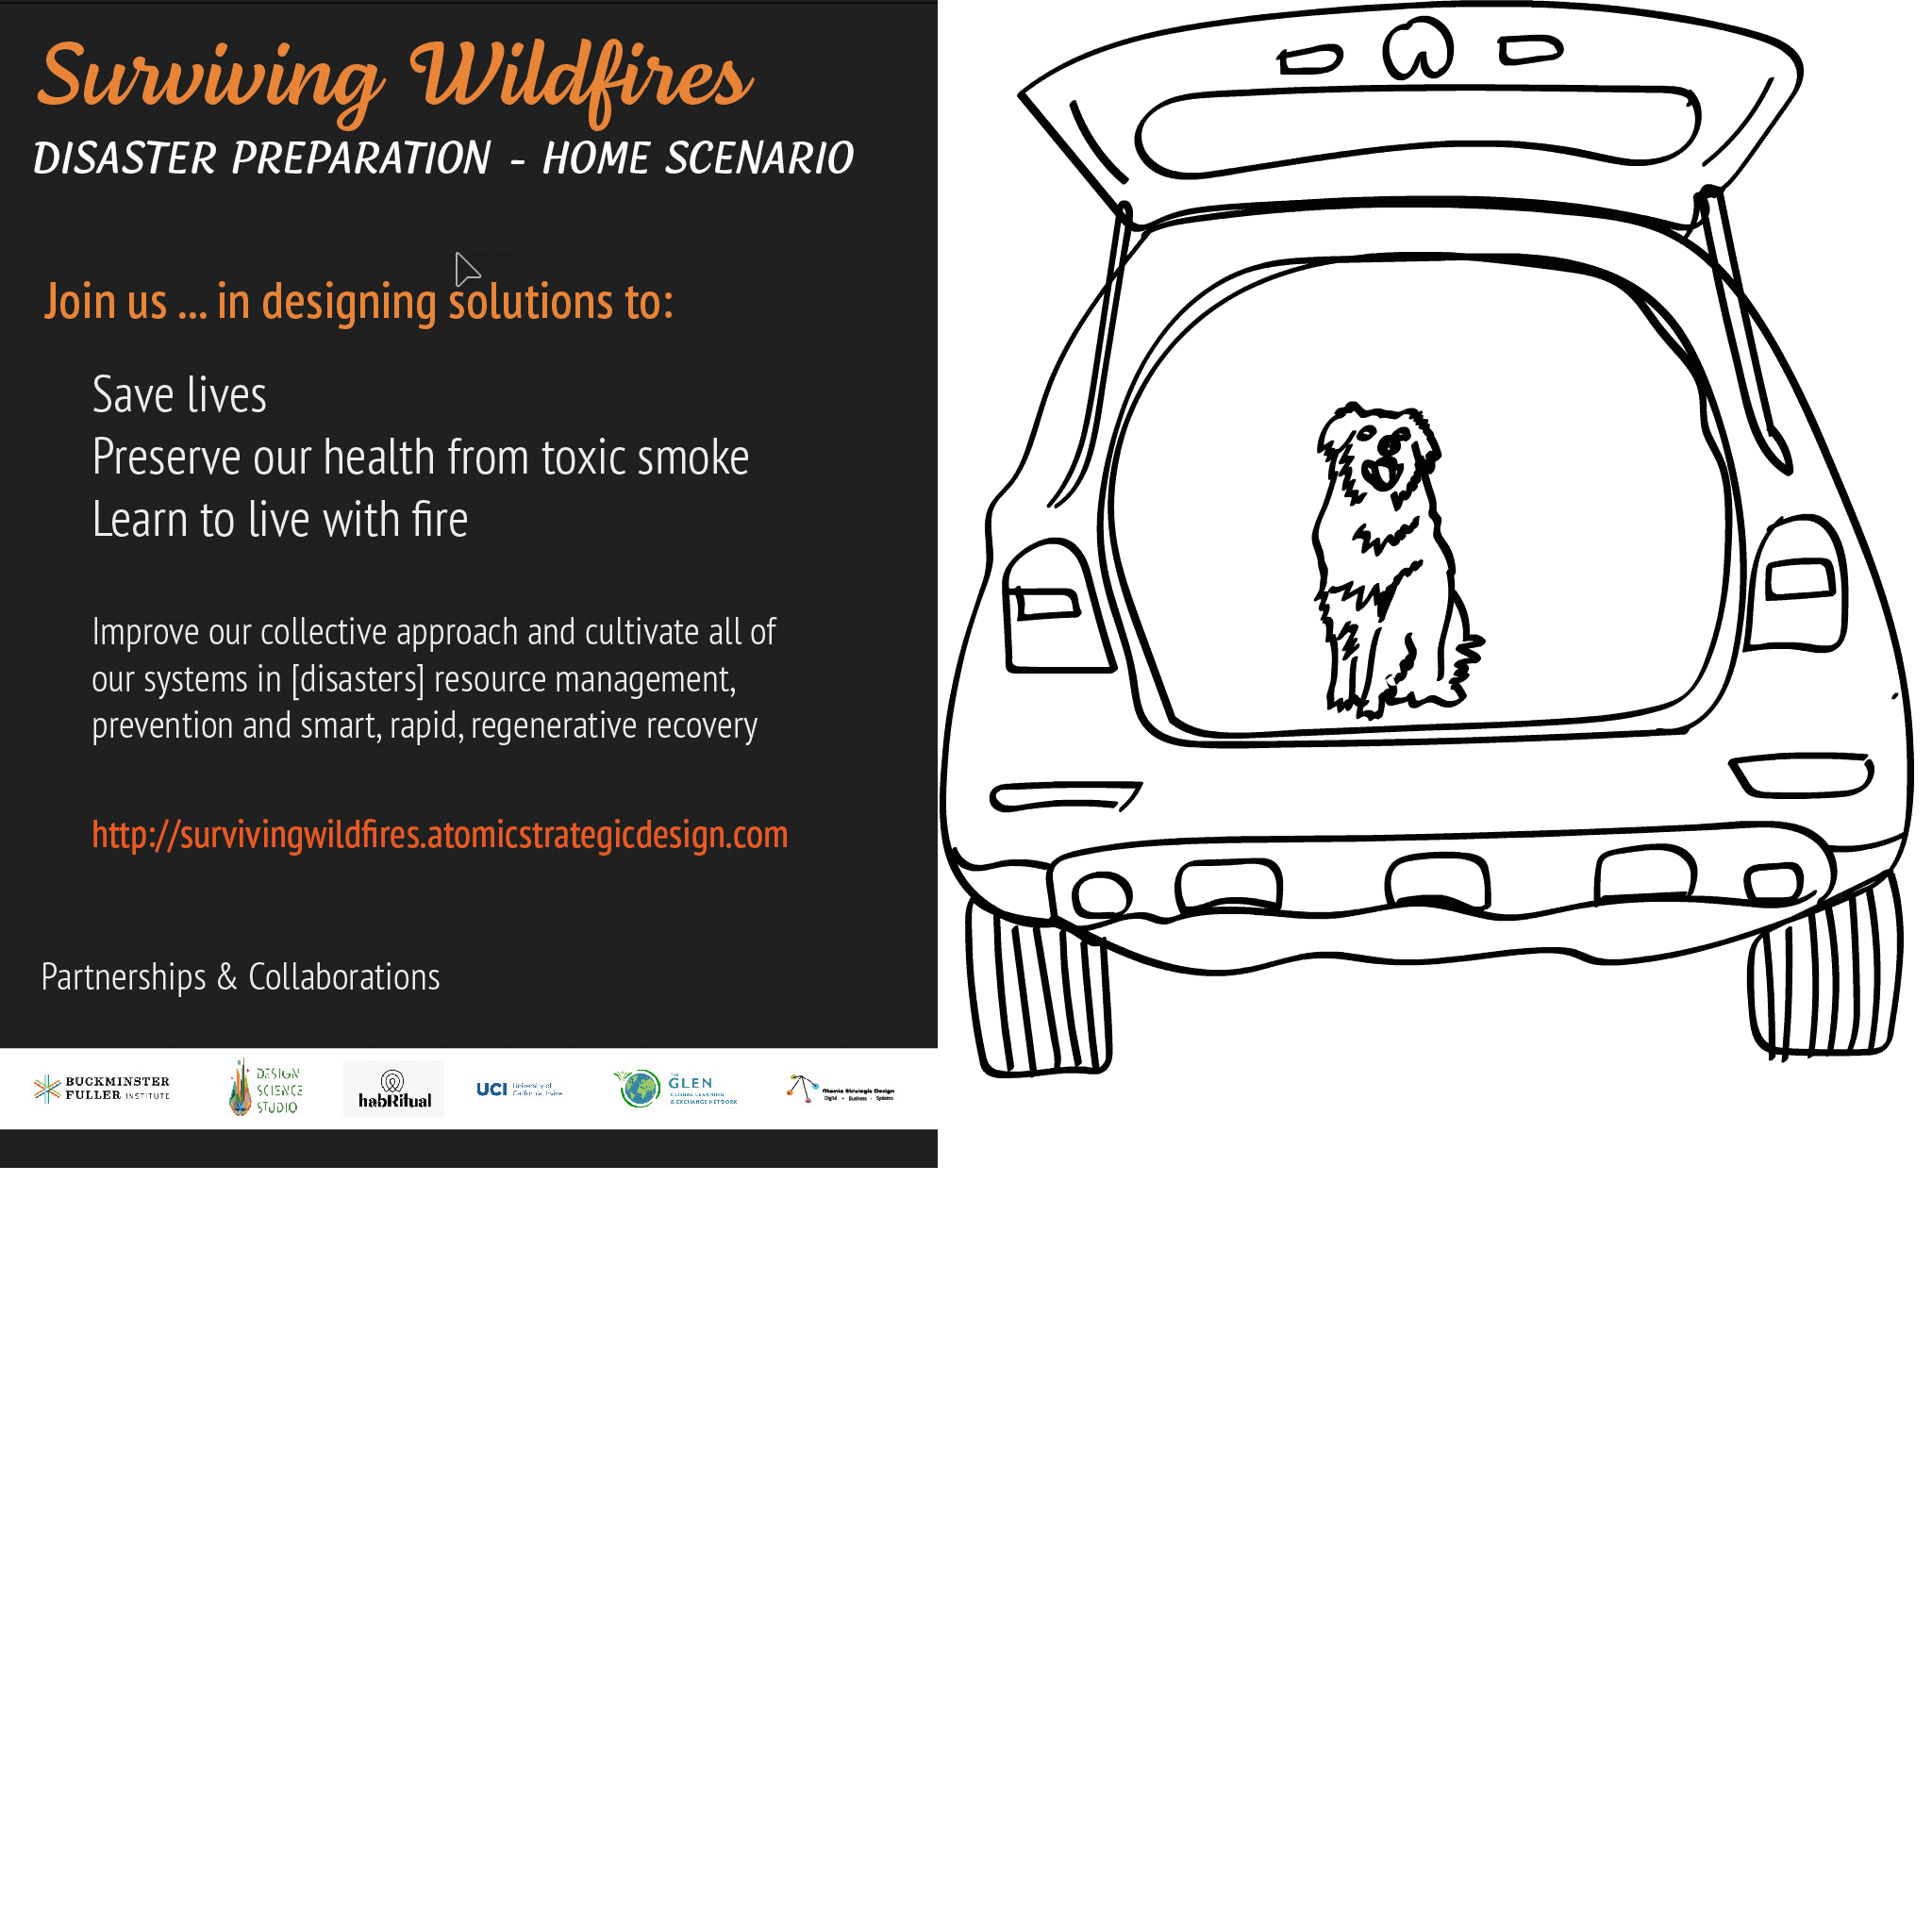 Surviving Wildfires
DISASTER PREPARATION - HOME SCENARIO
Join us ... in designing solutions to:
Save lives
Preserve our health from toxic smoke
Learn to live with fire
Improve our collective approach and cultivate all of
our systems in [disasters] resource management,
prevention and smart, rapid, regenerative recovery
http://survivingwildfires.atomicstrategicdesign.com
Partnerships & Collaborations
BUCKMINSTER
FULLER INSTITUTE
DESIGN
SCIENCE
STUDIO
habRitual
UCI
University of
California, Irvine
THE
GLEN
GLOBAL LEARNING
& EXCHANGE NETWORK
Atomic Strategic Design
Digital + Business + Systems